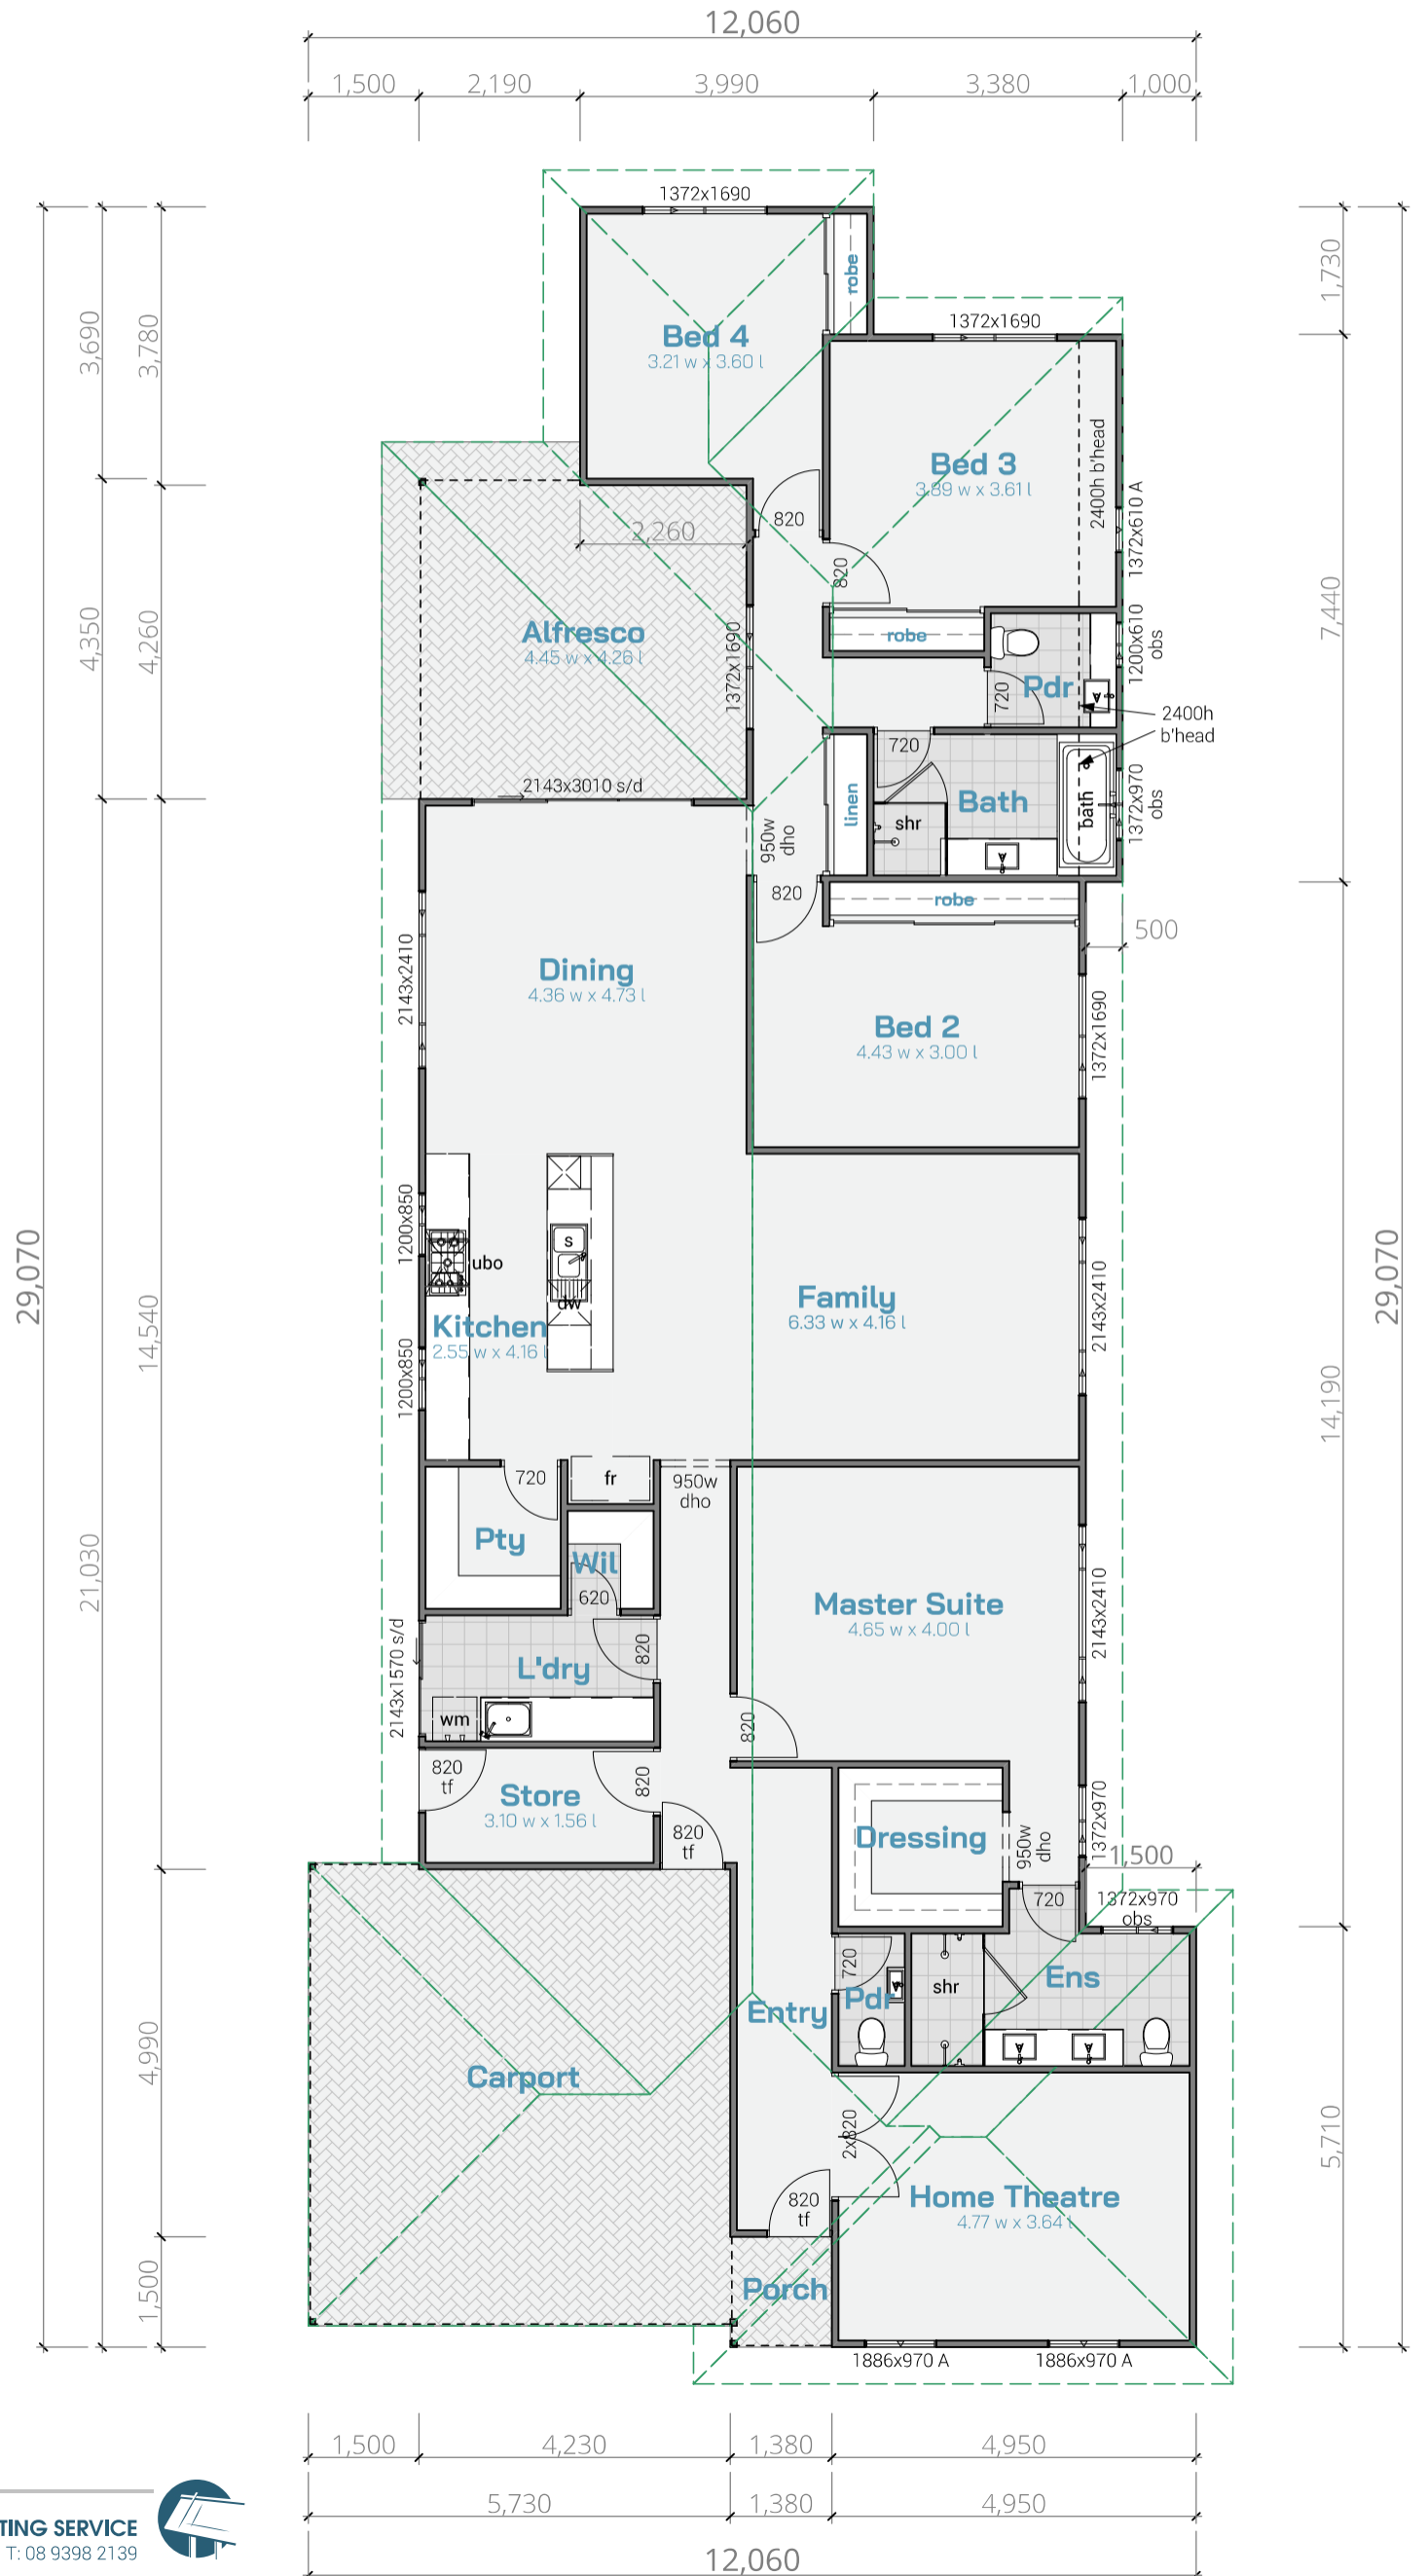 12,060
1,500 2,190 3,990 3,380 1,000
1372x1690
robe
Bed 4
3.21 w x 3.60 l
1372x1690
1,730
3,690
3,780
Bed 3
3.89 w x 3.61 l
2400h b'head
1372x610 A
820
2,260
820
7,440
4,350
4,260
Alfresco
4.45 w x 4.26 l
1372x1690
robe
1200x610
obs
Pdr
720
2400h
b'head
720
2143x3010 s/d
950w
dho
linen
shr
Bath
bath
1372x970
obs
820
robe
500
2143x2410
Dining
4.36 w x 4.73 l
Bed 2
4.43 w x 3.00 l
1372x1690
29,070
29,070
1200x850
ubo
s
dw
Kitchen
2.55 w x 4.16 l
1200x850
Family
6.33 w x 4.16 l
2143x2410
14,540
14,190
720
fr
950w
dho
21,030
Pty
Wil
620
Master Suite
4.65 w x 4.00 l
2143x2410
2143x1570 s/d
L'dry
820
wm
820
820
tf
Store
3.10 w x 1.56 l
820
820
tf
Dressing
950w
dho
1372x970
1,500
720
1372x970
obs
720
shr
Ens
Pdr
Entry
4,990
Carport
2x820
5,710
820
tf
Home Theatre
4.77 w x 3.64 l
1,500
Porch
1886x970 A
1886x970 A
1,500 4,230 1,380 4,950
5,730 1,380 4,950
TING SERVICE
T: 08 9398 2139
12,060